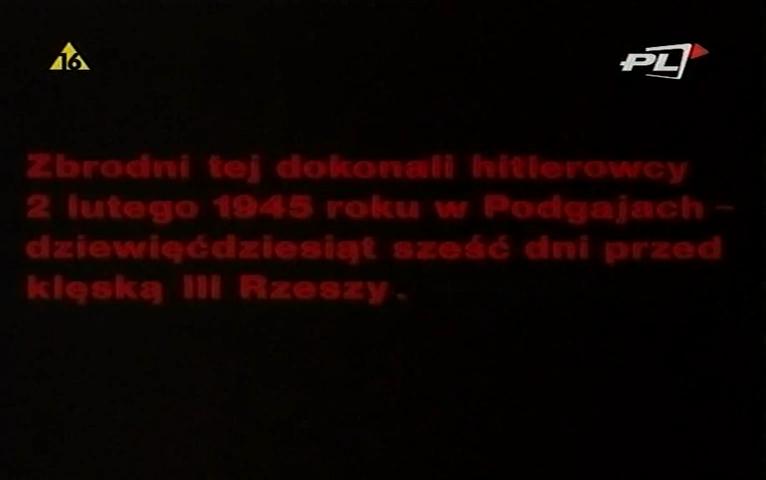 16
PL
Zbrodni tej dokonali hitlerowcy
2 lutego 1945 roku w Podgajach –
dziewięćdziesiąt sześć dni przed
klęską III Rzeszy.